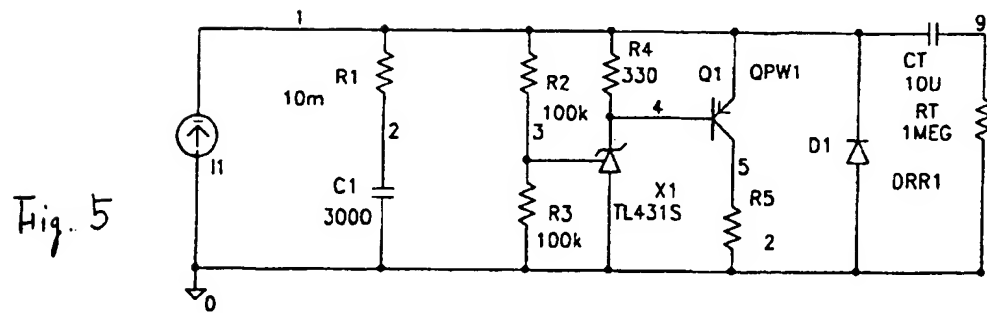 1
9
R1
10m
R2
100k
R4
330
Q1
QPW1
CT
10U
RT
1MEG
2
3
4
5
I1
C1
3000
R3
100k
X1
TL431S
R5
2
D1
DRR1
Fig. 5
0